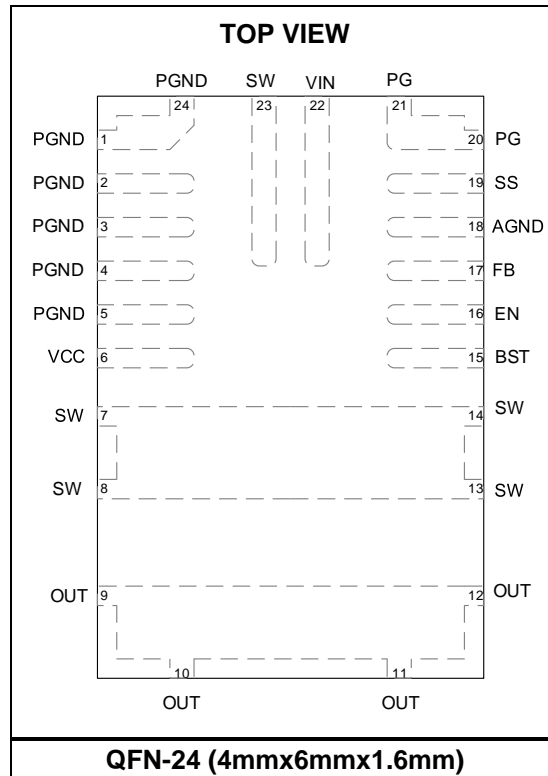 TOP VIEW
PGND SW VIN PG
24 23 22 21
PGND 1 20 PG
PGND 2 19 SS
PGND 3 18 AGND
PGND 4 17 FB
PGND 5 16 EN
VCC 6 15 BST
SW 7 14 SW
SW 8 13 SW
OUT 9 12 OUT
10 11
OUT OUT
QFN-24 (4mmx6mmx1.6mm)